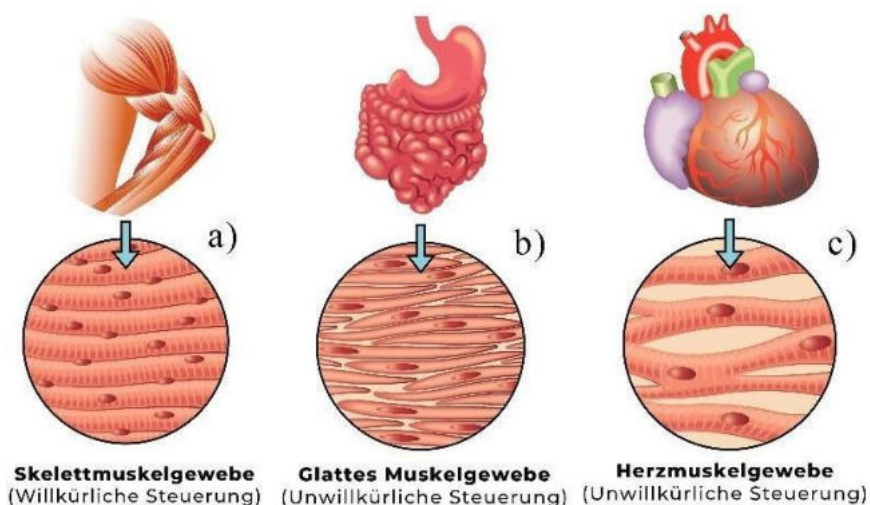 a)
b)
c)
Skelettmuskelgewebe
(Willkürliche Steuerung)
Glattes Muskelgewebe
(Unwillkürliche Steuerung)
Herzmuskelgewebe
(Unwillkürliche Steuerung)